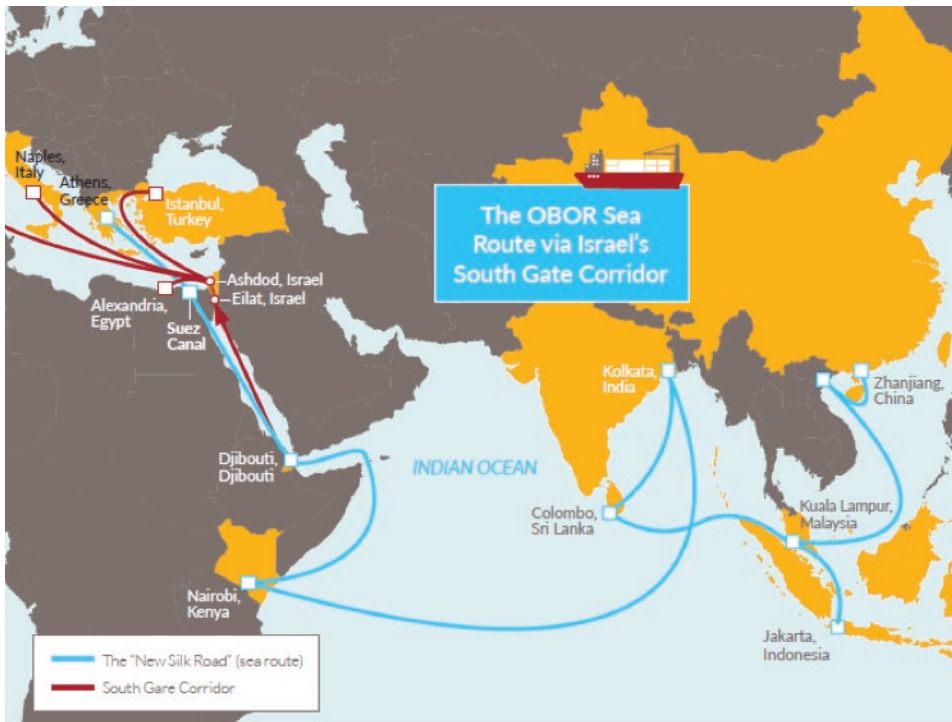 The OBOR Sea
Route via Israel's
South Gate Corridor
Naples,
Italy
Athens,
Greece
Istanbul,
Turkey
Ashdod, Israel
Eilat, Israel
Alexandria,
Egypt
Suez
Canal
Kolkata,
India
Zhanjiang,
China
Djibouti,
Djibouti
INDIAN OCEAN
Colombo,
Sri Lanka
Kuala Lampur,
Malaysia
Nairobi,
Kenya
Jakarta,
Indonesia
The "New Silk Road" (sea route)
South Gare Corridor